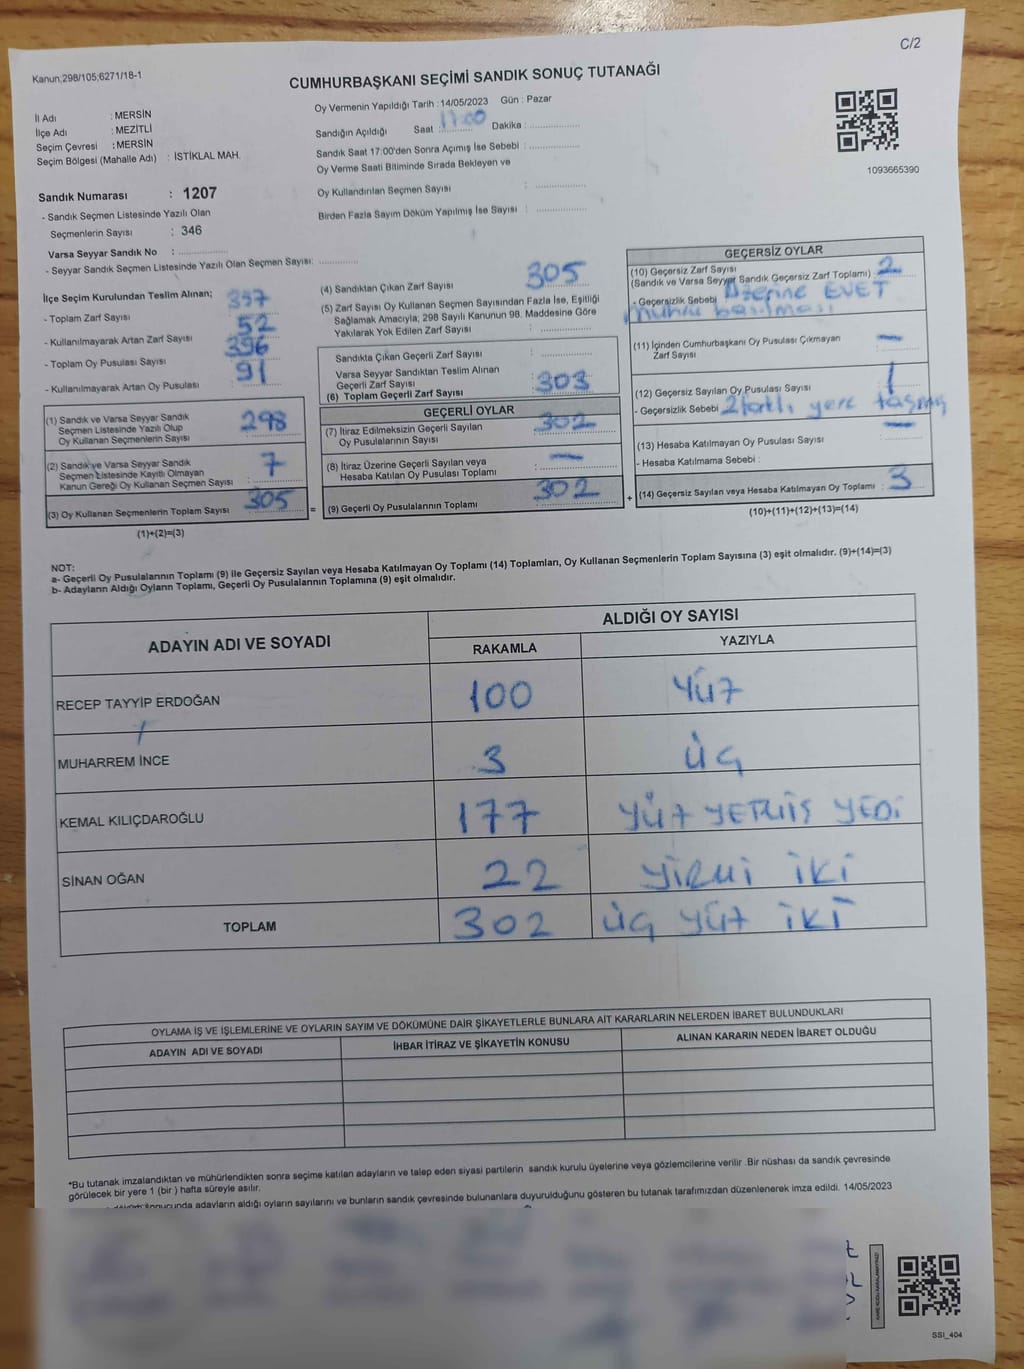 C/2
Kanun,298/105;6271/18-1
CUMHURBAŞKANI SEÇİMİ SANDIK SONUÇ TUTANAĞI
İl Adı : MERSİN
İlçe Adı : MEZİTLİ
Seçim Çevresi : MERSİN
Seçim Bölgesi (Mahalle Adı) : İSTİKLAL MAH.
Sandık Numarası : 1207
- Sandık Seçmen Listesinde Yazılı Olan
Seçmenlerin Sayısı : 346
Varsa Seyyar Sandık No :
- Seyyar Sandık Seçmen Listesinde Yazılı Olan Seçmen Sayısı:
Oy Vermenin Yapıldığı Tarih : 14/05/2023 Gün : Pazar
Sandığın Açıldığı Saat : 17:00 Dakika :
Sandık Saat 17:00'den Sonra Açımış İse Sebebi :
Oy Verme Saati Bitiminde Sırada Bekleyen ve
Oy Kullandırılan Seçmen Sayısı :
Birden Fazla Sayım Döküm Yapılmış İse Sayısı :
1093665390
İlçe Seçim Kurulundan Teslim Alınan;
- Toplam Zarf Sayısı 357
- Kullanılmayarak Artan Zarf Sayısı 52
- Toplam Oy Pusulası Sayısı 396
- Kullanılmayarak Artan Oy Pusulası 91
(1) Sandık ve Varsa Seyyar Sandık
Seçmen Listesinde Yazılı Olup
Oy Kullanan Seçmenlerin Sayısı 298
(2) Sandık ve Varsa Seyyar Sandık
Seçmen Listesinde Kayıtlı Olmayan
Kanun Gereği Oy Kullanan Seçmen Sayısı : 7
(3) Oy Kullanan Seçmenlerin Toplam Sayısı 305
(1)+(2)=(3)
(4) Sandıktan Çıkan Zarf Sayısı : 305
(5) Zarf Sayısı Oy Kullanan Seçmen Sayısından Fazla İse, Eşitliği
Sağlamak Amacıyla; 298 Sayılı Kanunun 98. Maddesine Göre
Yakılarak Yok Edilen Zarf Sayısı :
Sandıkta Çıkan Geçerli Zarf Sayısı :
Varsa Seyyar Sandıktan Teslim Alınan
Geçerli Zarf Sayısı
(6) Toplam Geçerli Zarf Sayısı : 303
GEÇERLİ OYLAR
(7) İtiraz Edilmeksizin Geçerli Sayılan
Oy Pusulalarının Sayısı : 302
(8) İtiraz Üzerine Geçerli Sayılan veya
Hesaba Katılan Oy Pusulası Toplamı : —
= (9) Geçerli Oy Pusulalarının Toplamı 302
GEÇERSİZ OYLAR
(10) Geçersiz Zarf Sayısı
(Sandık ve Varsa Seyyar Sandık Geçersiz Zarf Toplamı) : 2
- Geçersizlik Sebebi Üzerine EVET
mührü basılması
(11) İçinden Cumhurbaşkanı Oy Pusulası Çıkmayan
Zarf Sayısı —
(12) Geçersiz Sayılan Oy Pusulası Sayısı : 1
- Geçersizlik Sebebi 2 farklı yere taşmış
(13) Hesaba Katılmayan Oy Pusulası Sayısı : —
- Hesaba Katılmama Sebebi :
+ (14) Geçersiz Sayılan veya Hesaba Katılmayan Oy Toplamı : 3
(10)+(11)+(12)+(13)=(14)
NOT:
a- Geçerli Oy Pusulalarının Toplamı (9) ile Geçersiz Sayılan veya Hesaba Katılmayan Oy Toplamı (14) Toplamları, Oy Kullanan Seçmenlerin Toplam Sayısına (3) eşit olmalıdır. (9)+(14)=(3)
b- Adayların Aldığı Oyların Toplamı, Geçerli Oy Pusulalarının Toplamına (9) eşit olmalıdır.
ADAYIN ADI VE SOYADI
ALDIĞI OY SAYISI
RAKAMLA YAZIYLA
RECEP TAYYİP ERDOĞAN 100 YÜZ
MUHARREM İNCE 3 ÜÇ
KEMAL KILIÇDAROĞLU 177 YÜZ YETMİŞ YEDİ
SİNAN OĞAN 22 YİRMİ İKİ
TOPLAM 302 ÜÇ YÜZ İKİ
OYLAMA İŞ VE İŞLEMLERİNE VE OYLARIN SAYIM VE DÖKÜMÜNE DAİR ŞİKAYETLERLE BUNLARA AİT KARARLARIN NELERDEN İBARET BULUNDUKLARI
ADAYIN ADI VE SOYADI İHBAR İTİRAZ VE ŞİKAYETİN KONUSU ALINAN KARARIN NEDEN İBARET OLDUĞU
*Bu tutanak imzalandıktan ve mühürlendikten sonra seçime katılan adayların ve talep eden siyasi partilerin sandık kurulu üyelerine veya gözlemcilerine verilir .Bir nüshası da sandık çevresinde
görülecek bir yere 1 (bir ) hafta süreyle asılır.
sonucunda adayların aldığı oyların sayılarını ve bunların sandık çevresinde bulunanlara duyurulduğunu gösteren bu tutanak tarafımızdan düzenlenerek imza edildi. 14/05/2023
SSI_404